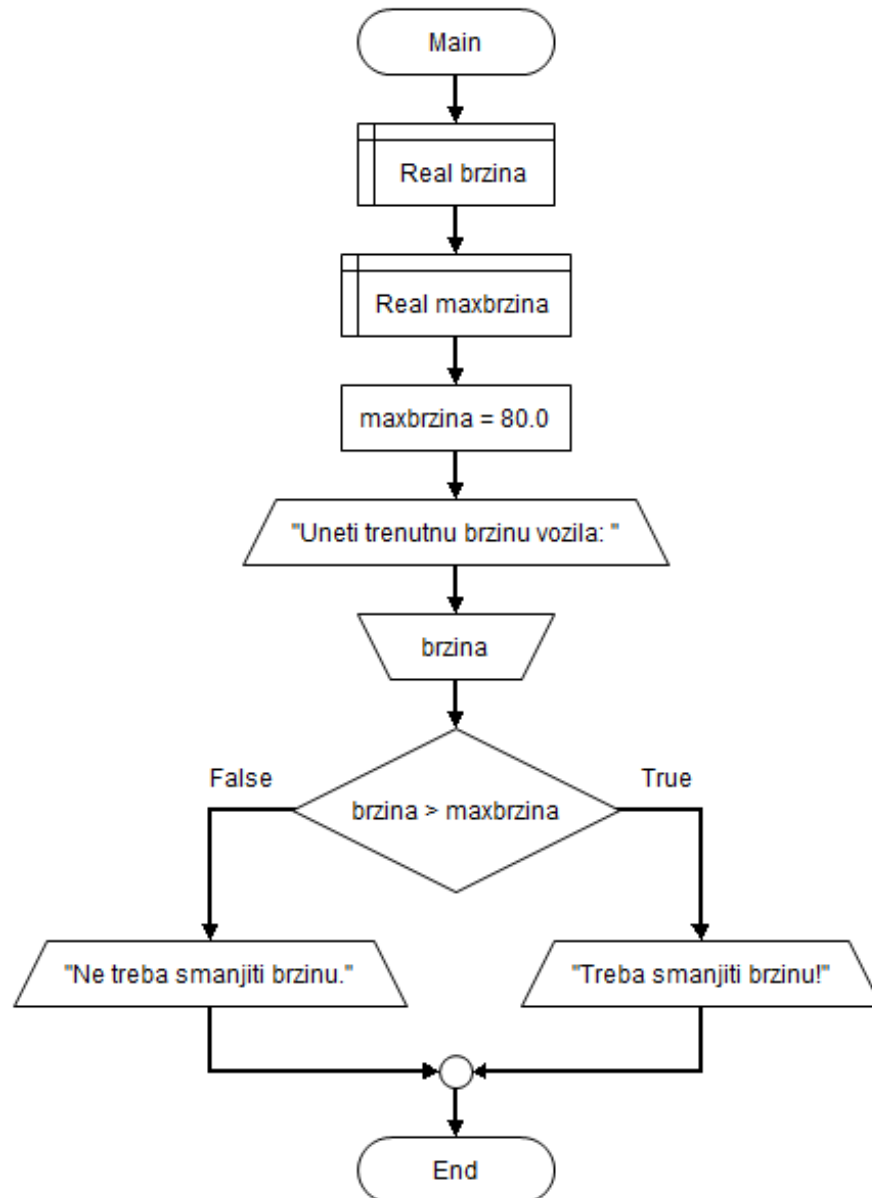 Main
Real brzina
Real maxbrzina
maxbrzina = 80.0
"Uneti trenutnu brzinu vozila: "
brzina
False
True
brzina > maxbrzina
"Ne treba smanjiti brzinu."
"Treba smanjiti brzinu!"
End